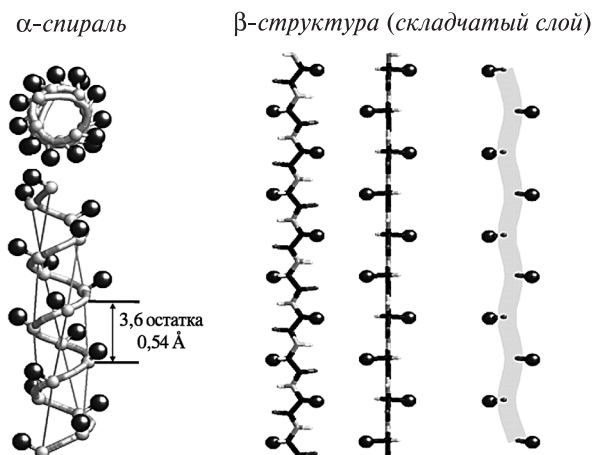 α-спираль
β-структура (складчатый слой)
3,6 остатка
0,54 Å